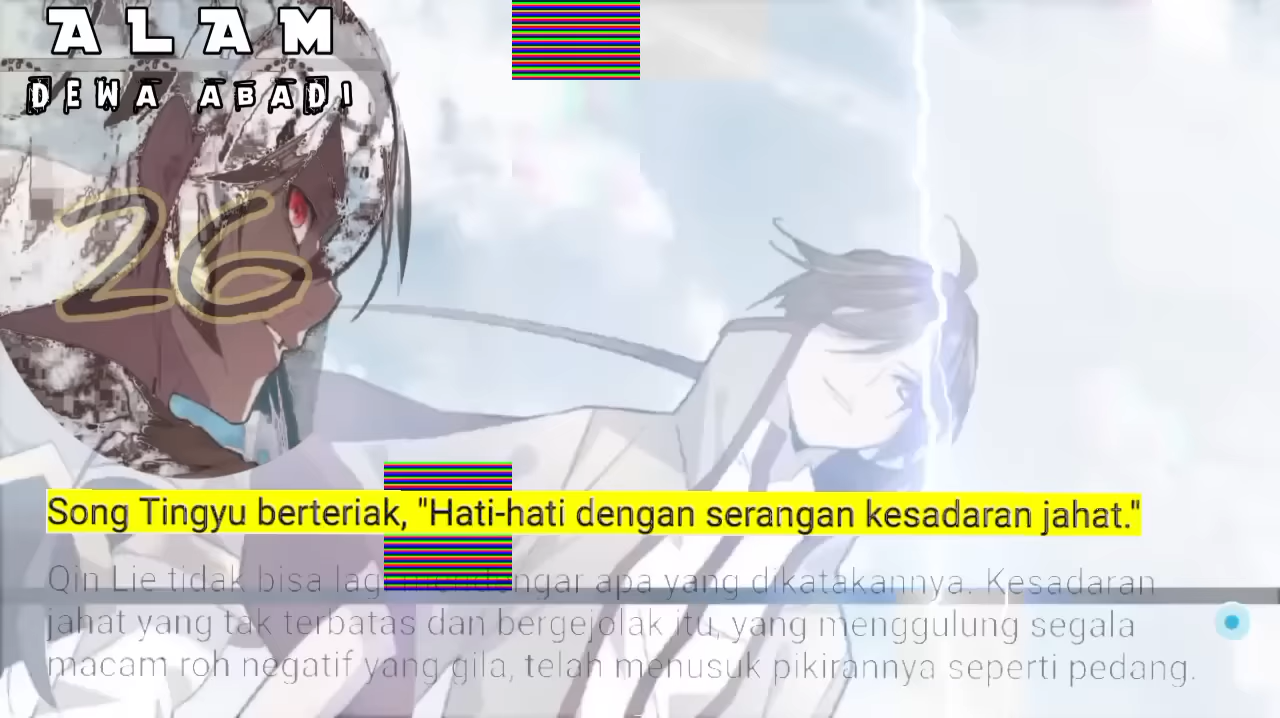 ALAM
DEWA ABADI
26
Song Tingyu berteriak, "Hati-hati dengan serangan kesadaran jahat."
Qin Lie tidak bisa lagi mendengar apa yang dikatakannya. Kesadaran
jahat yang tak terbatas dan bergejolak itu, yang menggulung segala
macam roh negatif yang gila, telah menusuk pikirannya seperti pedang.